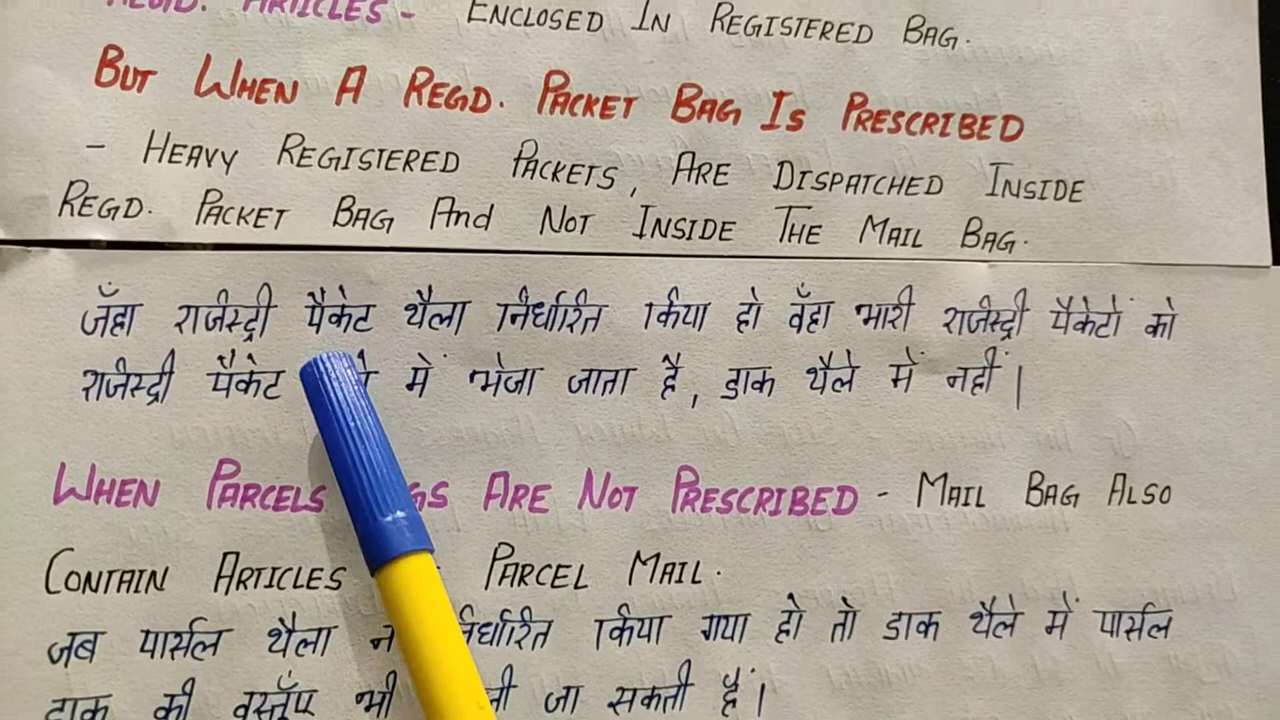 REGD. ARTICLES - ENCLOSED IN REGISTERED BAG.
BUT WHEN A REGD. PACKET BAG IS PRESCRIBED
- HEAVY REGISTERED PACKETS, ARE DISPATCHED INSIDE
REGD. PACKET BAG And NOT INSIDE THE MAIL BAG.
जँहा राजिस्ट्री पैकेट थैला निर्धारित किया हो वँहा भारी राजिस्ट्री पैकेटों को
राजिस्ट्री पैकेट में भेजा जाता है, डाक थैले में नहीं।
WHEN PARCELS ARE NOT PRESCRIBED - MAIL BAG ALSO
CONTAIN ARTICLES PARCEL MAIL.
जब पार्सल थैला न निर्धारित किया गया हो तो डाक थैले में पार्सल
डाक की वस्तुएँ भी जा सकती हैं।